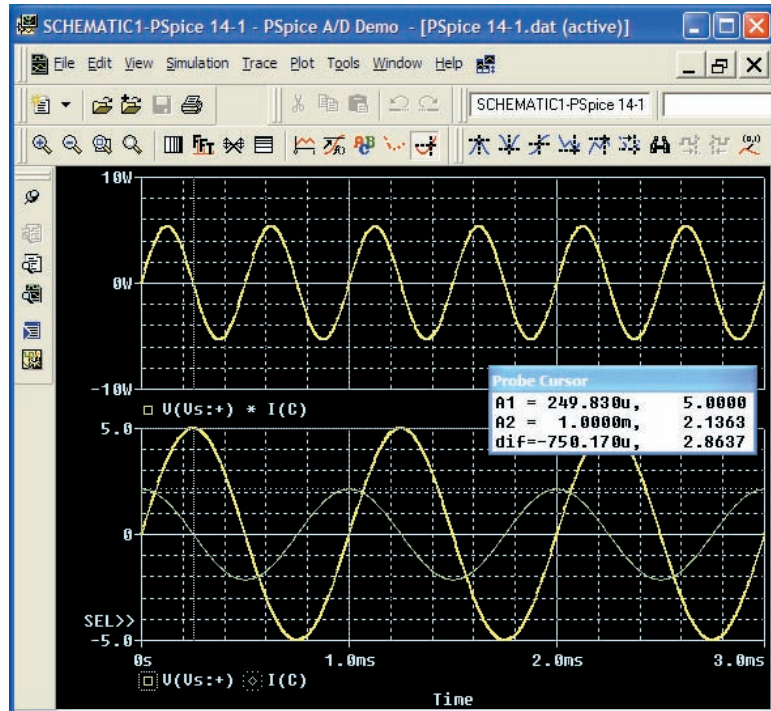 SCHEMATIC1-PSpice 14-1 - PSpice A/D Demo - [PSpice 14-1.dat (active)]
File Edit View Simulation Trace Plot Tools Window Help
SCHEMATIC1-PSpice 14-1
10W
0W
-10W
V(Vs:+) * I(C)
Probe Cursor
A1 = 249.830u, 5.0000
A2 = 1.0000m, 2.1363
dif=-750.170u, 2.8637
5.0
0
SEL>>
-5.0
0s 1.0ms 2.0ms 3.0ms
V(Vs:+) I(C)
Time